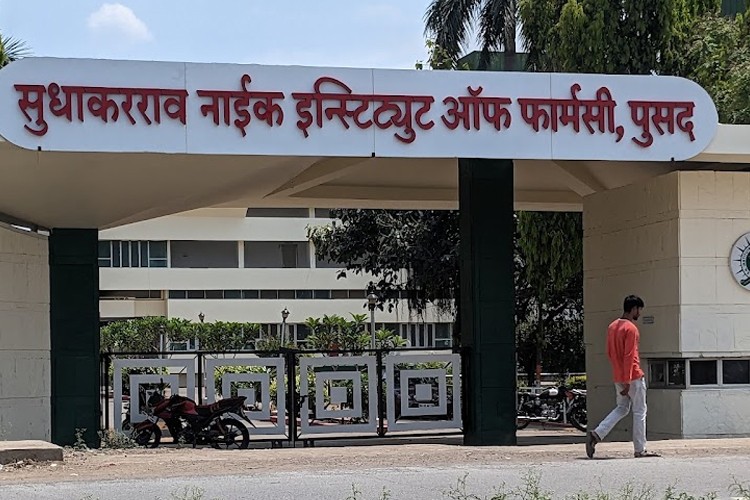 सुधाकरराव नाईक इन्स्टिट्युट ऑफ फार्मसी, पुसद